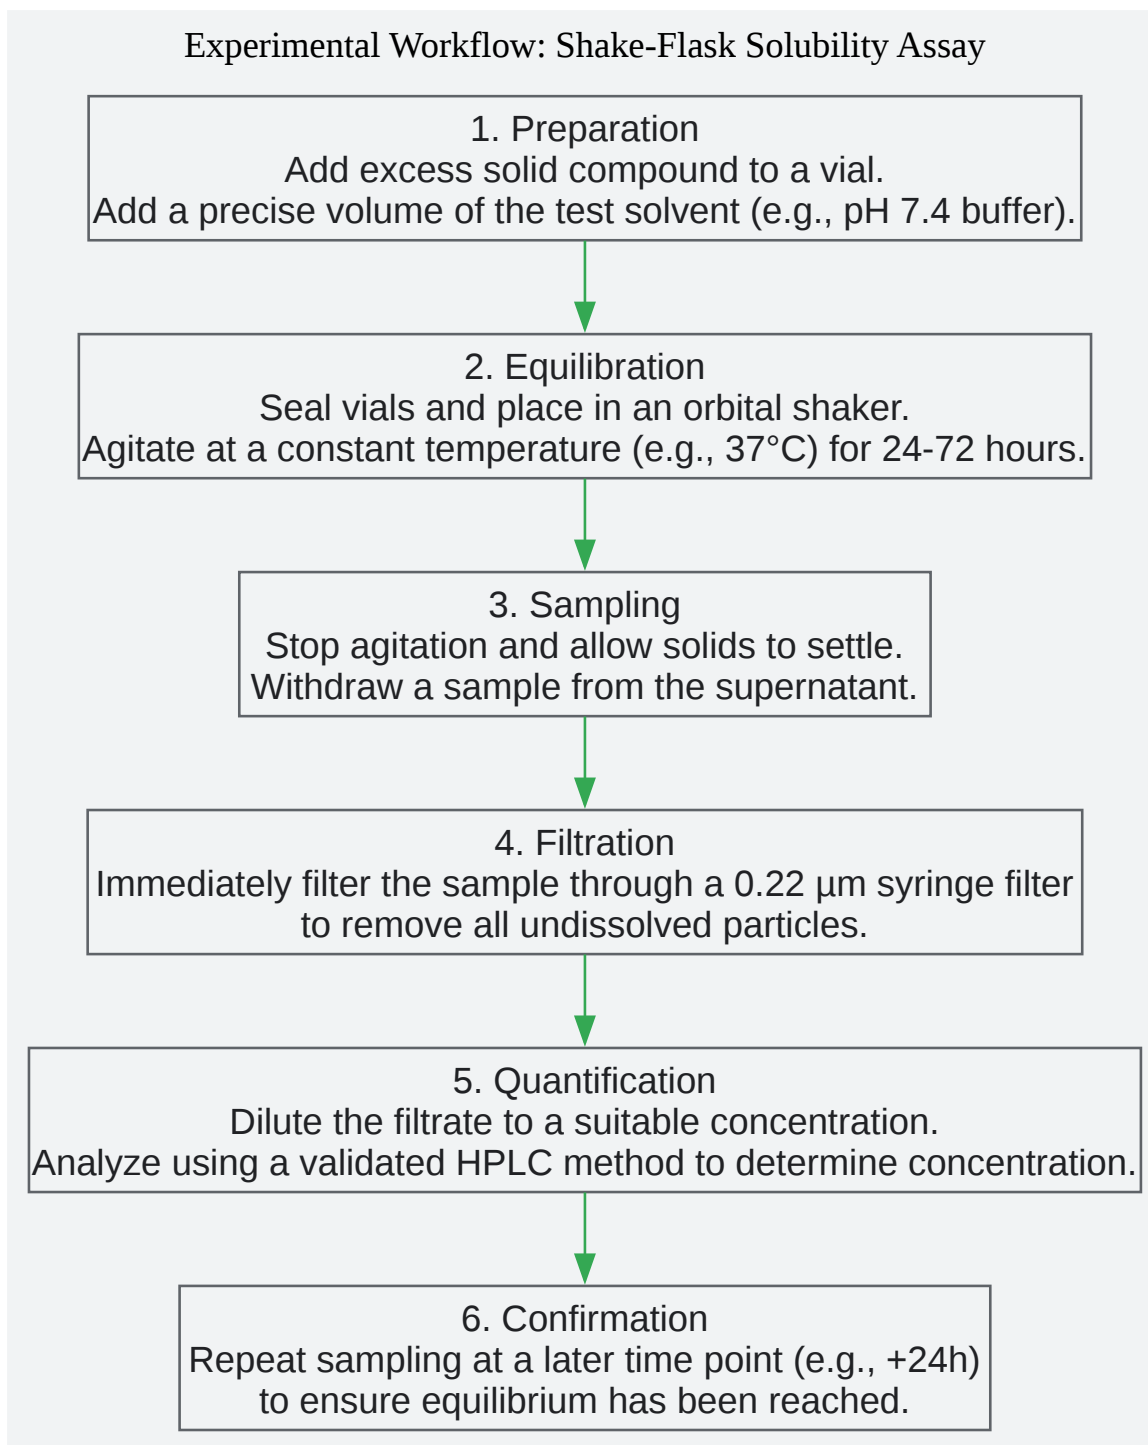 Experimental Workflow: Shake-Flask Solubility Assay
1. Preparation
Add excess solid compound to a vial.
Add a precise volume of the test solvent (e.g., pH 7.4 buffer).
2. Equilibration
Seal vials and place in an orbital shaker.
Agitate at a constant temperature (e.g., 37°C) for 24-72 hours.
3. Sampling
Stop agitation and allow solids to settle.
Withdraw a sample from the supernatant.
4. Filtration
Immediately filter the sample through a 0.22 µm syringe filter
to remove all undissolved particles.
5. Quantification
Dilute the filtrate to a suitable concentration.
Analyze using a validated HPLC method to determine concentration.
6. Confirmation
Repeat sampling at a later time point (e.g., +24h)
to ensure equilibrium has been reached.